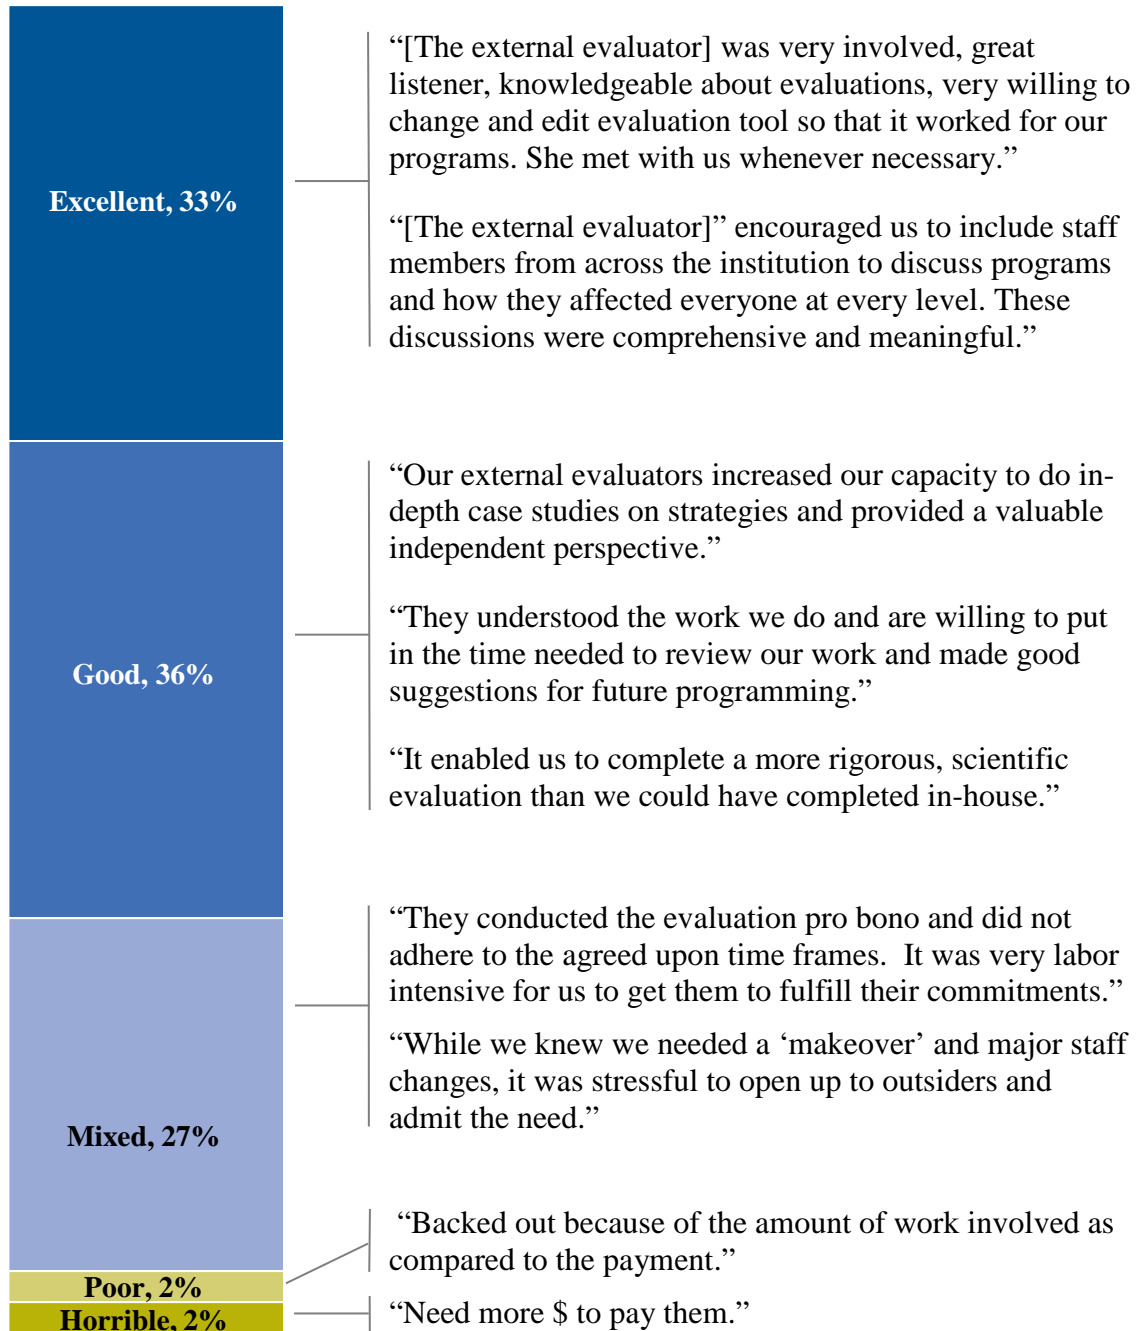 Excellent, 33%
“[The external evaluator] was very involved, great
listener, knowledgeable about evaluations, very willing to
change and edit evaluation tool so that it worked for our
programs. She met with us whenever necessary.”
“[The external evaluator]” encouraged us to include staff
members from across the institution to discuss programs
and how they affected everyone at every level. These
discussions were comprehensive and meaningful.”
Good, 36%
“Our external evaluators increased our capacity to do in-
depth case studies on strategies and provided a valuable
independent perspective.”
“They understood the work we do and are willing to put
in the time needed to review our work and made good
suggestions for future programming.”
“It enabled us to complete a more rigorous, scientific
evaluation than we could have completed in-house.”
Mixed, 27%
“They conducted the evaluation pro bono and did not
adhere to the agreed upon time frames.  It was very labor
intensive for us to get them to fulfill their commitments.”
“While we knew we needed a ‘makeover’ and major staff
changes, it was stressful to open up to outsiders and
admit the need.”
Poor, 2%
“Backed out because of the amount of work involved as
compared to the payment.”
Horrible, 2%
“Need more $ to pay them.”